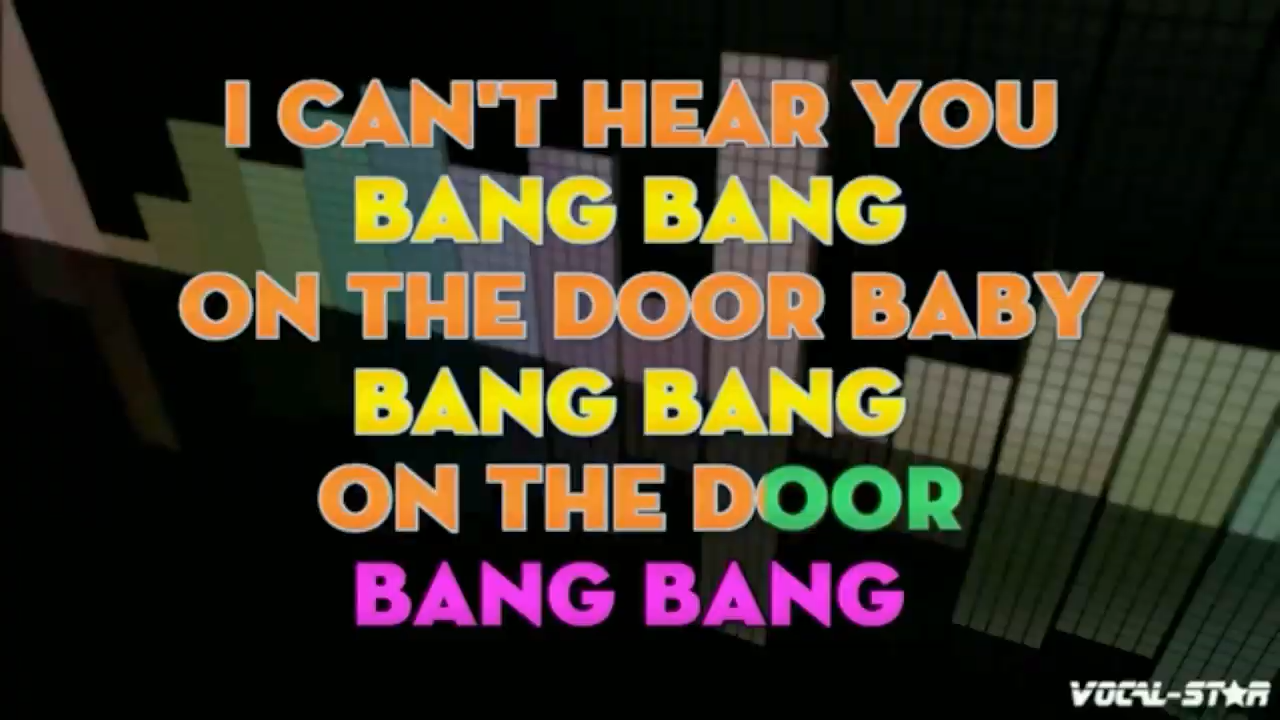 I CAN'T HEAR YOU
BANG BANG
ON THE DOOR BABY
BANG BANG
ON THE DOOR
BANG BANG
VOCAL-STAR